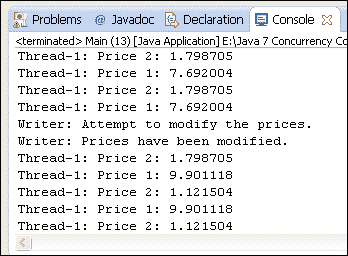 Problems @ Javadoc Declaration Console
<terminated> Main (13) [Java Application] E:\Java 7 Concurrency Co
Thread-1: Price 2: 1.798705
Thread-1: Price 1: 7.692004
Thread-1: Price 2: 1.798705
Thread-1: Price 1: 7.692004
Writer: Attempt to modify the prices.
Writer: Prices have been modified.
Thread-1: Price 2: 1.798705
Thread-1: Price 1: 9.901118
Thread-1: Price 2: 1.121504
Thread-1: Price 1: 9.901118
Thread-1: Price 2: 1.121504